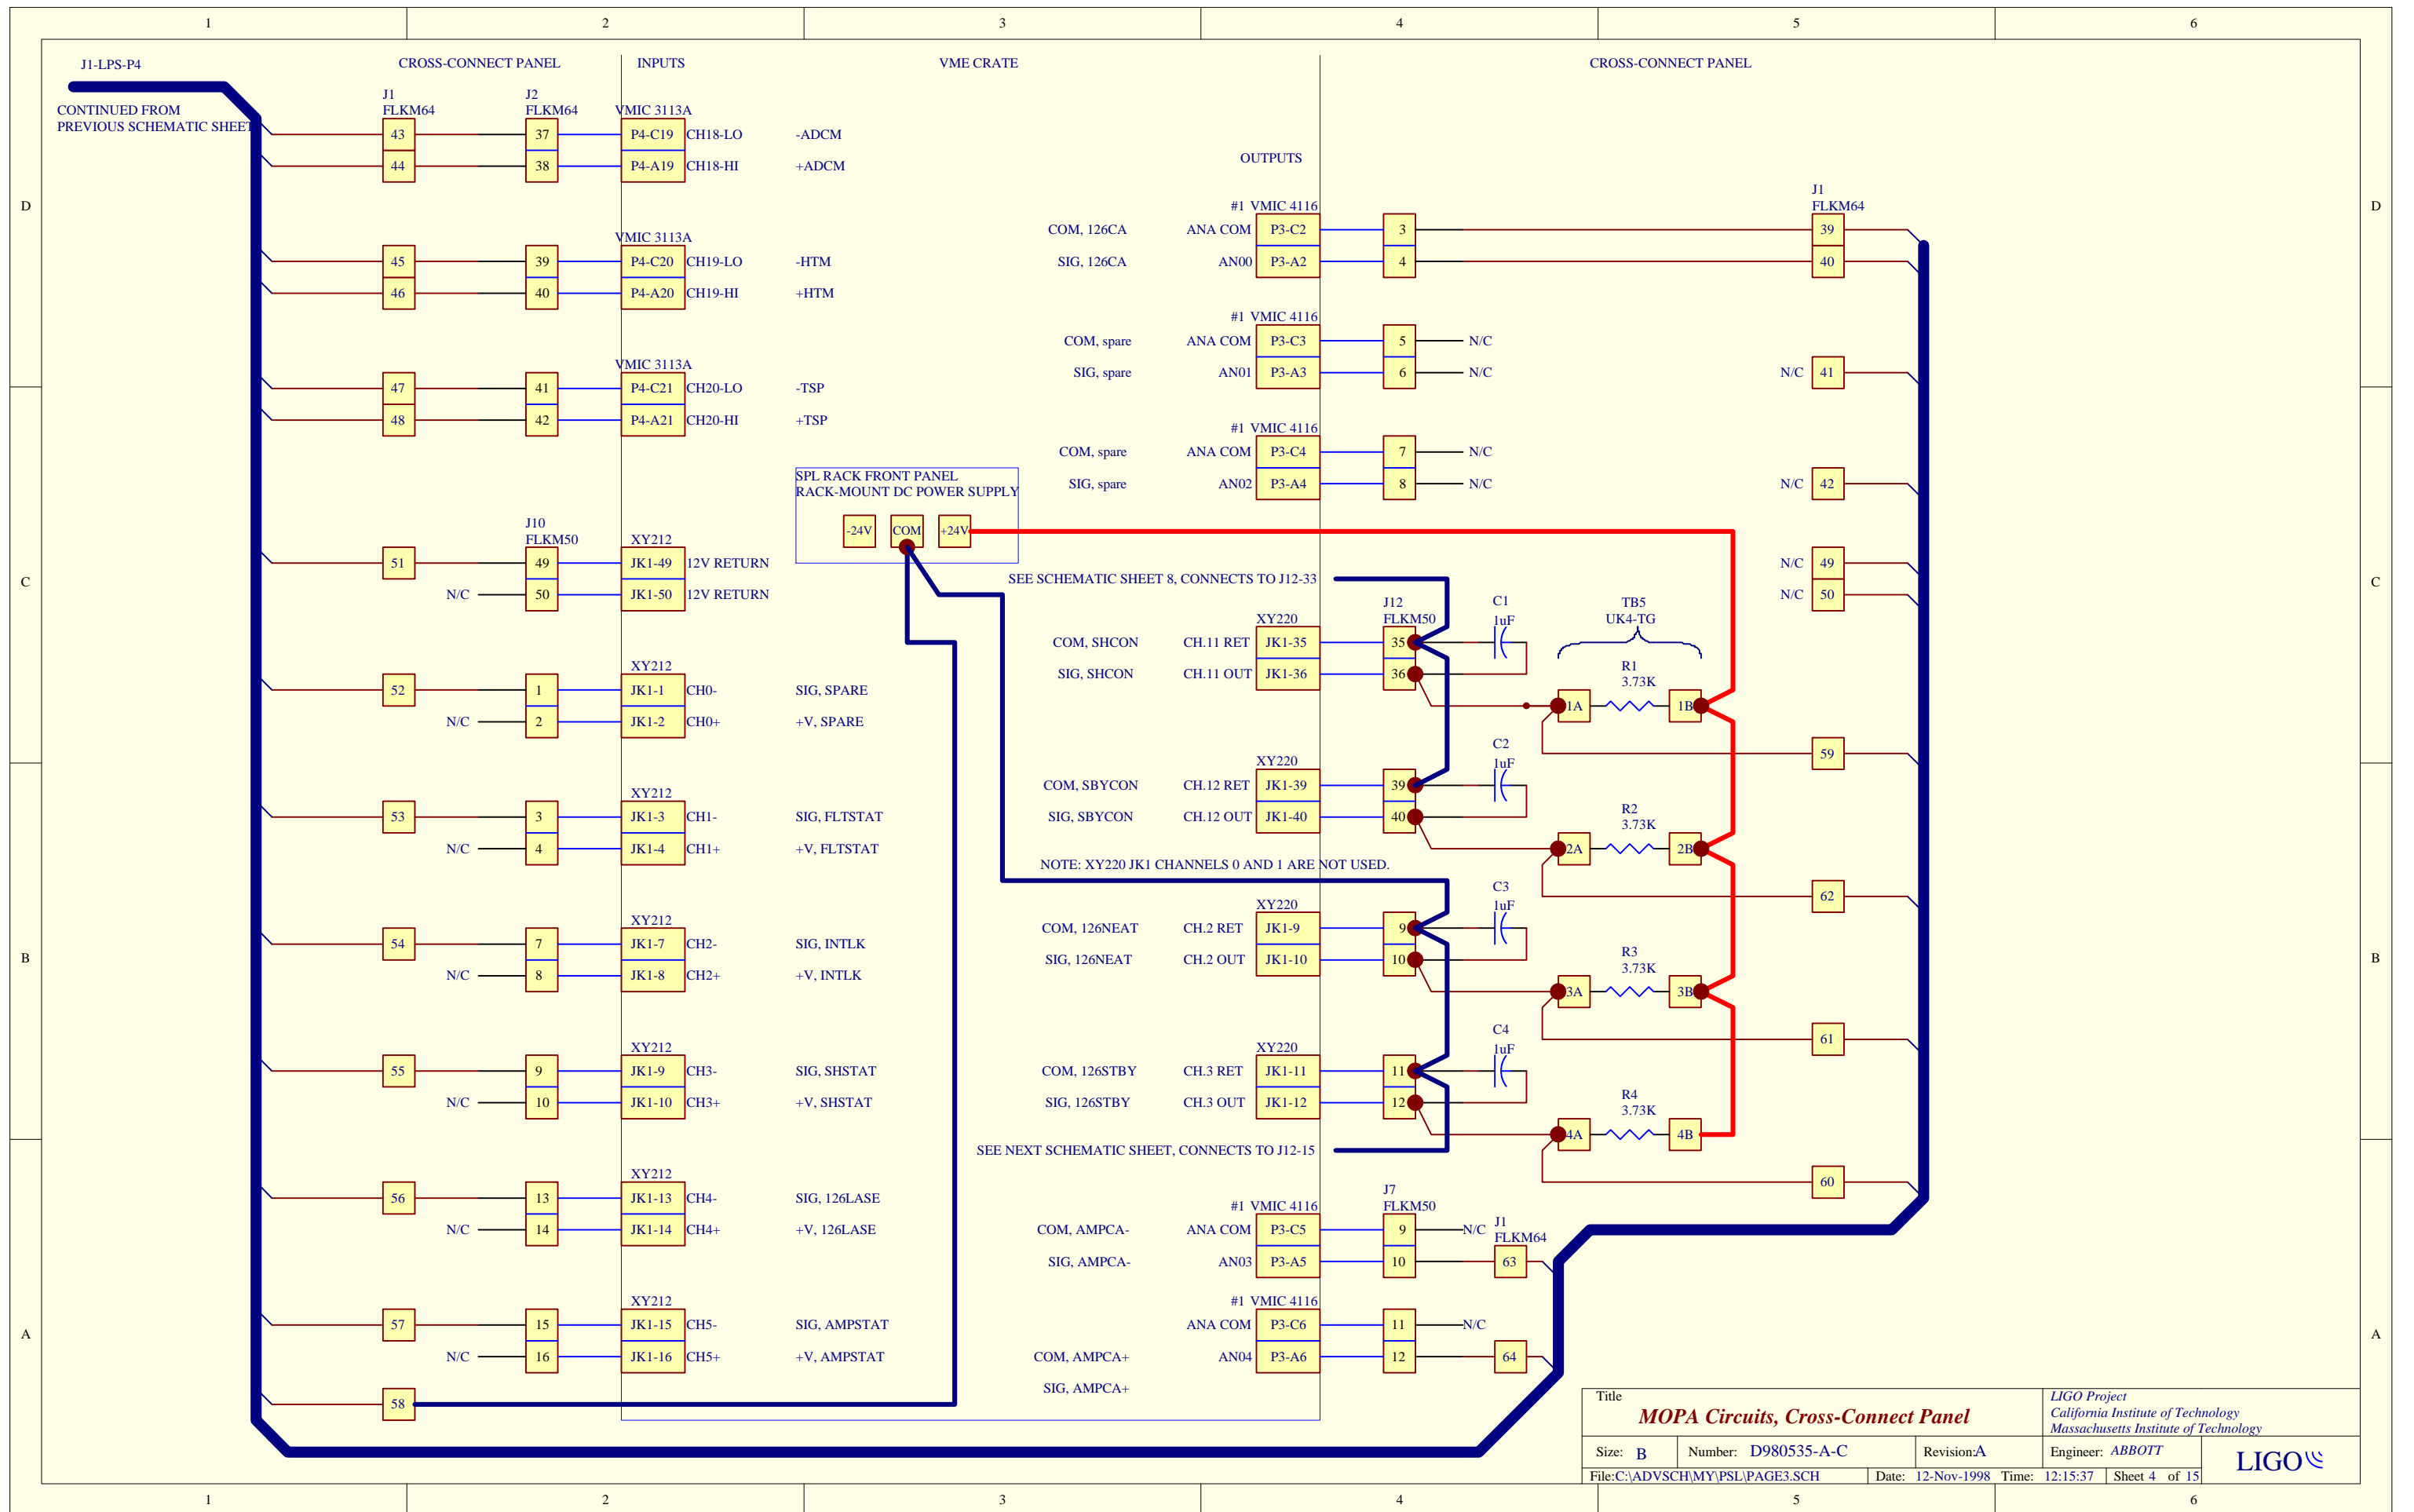 1 2 3 4 5 6
J1-LPS-P4
CROSS-CONNECT PANEL
INPUTS
VME CRATE
CROSS-CONNECT PANEL
CONTINUED FROM
PREVIOUS SCHEMATIC SHEET
J1
FLKM64
J2
FLKM64
VMIC 3113A
43 37 P4-C19 CH18-LO -ADCM
44 38 P4-A19 CH18-HI +ADCM
VMIC 3113A
45 39 P4-C20 CH19-LO -HTM
46 40 P4-A20 CH19-HI +HTM
VMIC 3113A
47 41 P4-C21 CH20-LO -TSP
48 42 P4-A21 CH20-HI +TSP
SPL RACK FRONT PANEL
RACK-MOUNT DC POWER SUPPLY
-24V COM +24V
J10
FLKM50
XY212
51 49 JK1-49 12V RETURN
N/C 50 JK1-50 12V RETURN
XY212
52 1 JK1-1 CH0- SIG, SPARE
N/C 2 JK1-2 CH0+ +V, SPARE
XY212
53 3 JK1-3 CH1- SIG, FLTSTAT
N/C 4 JK1-4 CH1+ +V, FLTSTAT
XY212
54 7 JK1-7 CH2- SIG, INTLK
N/C 8 JK1-8 CH2+ +V, INTLK
XY212
55 9 JK1-9 CH3- SIG, SHSTAT
N/C 10 JK1-10 CH3+ +V, SHSTAT
XY212
56 13 JK1-13 CH4- SIG, 126LASE
N/C 14 JK1-14 CH4+ +V, 126LASE
XY212
57 15 JK1-15 CH5- SIG, AMPSTAT
N/C 16 JK1-16 CH5+ +V, AMPSTAT
58
OUTPUTS
J1
FLKM64
#1 VMIC 4116
COM, 126CA ANA COM P3-C2 3 39
SIG, 126CA AN00 P3-A2 4 40
#1 VMIC 4116
COM, spare ANA COM P3-C3 5 N/C
SIG, spare AN01 P3-A3 6 N/C N/C 41
#1 VMIC 4116
COM, spare ANA COM P3-C4 7 N/C
SIG, spare AN02 P3-A4 8 N/C N/C 42
N/C 49
N/C 50
SEE SCHEMATIC SHEET 8, CONNECTS TO J12-33
J12
FLKM50
C1
1uF
TB5
UK4-TG
XY220
COM, SHCON CH.11 RET JK1-35 35
SIG, SHCON CH.11 OUT JK1-36 36
R1
3.73K
1A 1B
59
XY220
C2
1uF
COM, SBYCON CH.12 RET JK1-39 39
SIG, SBYCON CH.12 OUT JK1-40 40
R2
3.73K
2A 2B
62
NOTE: XY220 JK1 CHANNELS 0 AND 1 ARE NOT USED.
XY220
C3
1uF
COM, 126NEAT CH.2 RET JK1-9 9
SIG, 126NEAT CH.2 OUT JK1-10 10
R3
3.73K
3A 3B
61
XY220
C4
1uF
COM, 126STBY CH.3 RET JK1-11 11
SIG, 126STBY CH.3 OUT JK1-12 12
R4
3.73K
4A 4B
60
SEE NEXT SCHEMATIC SHEET, CONNECTS TO J12-15
J7
FLKM50
#1 VMIC 4116
COM, AMPCA- ANA COM P3-C5 9 N/C
J1
FLKM64
SIG, AMPCA- AN03 P3-A5 10 63
#1 VMIC 4116
ANA COM P3-C6 11 N/C
COM, AMPCA+ AN04 P3-A6 12 64
SIG, AMPCA+
D D
C C
B B
A A
Title
MOPA Circuits, Cross-Connect Panel
LIGO Project
California Institute of Technology
Massachusetts Institute of Technology
Size: B Number: D980535-A-C Revision:A Engineer: ABBOTT
LIGO
File:C:\ADVSCH\MY\PSL\PAGE3.SCH Date: 12-Nov-1998 Time: 12:15:37 Sheet 4 of 15
1 2 3 4 5 6